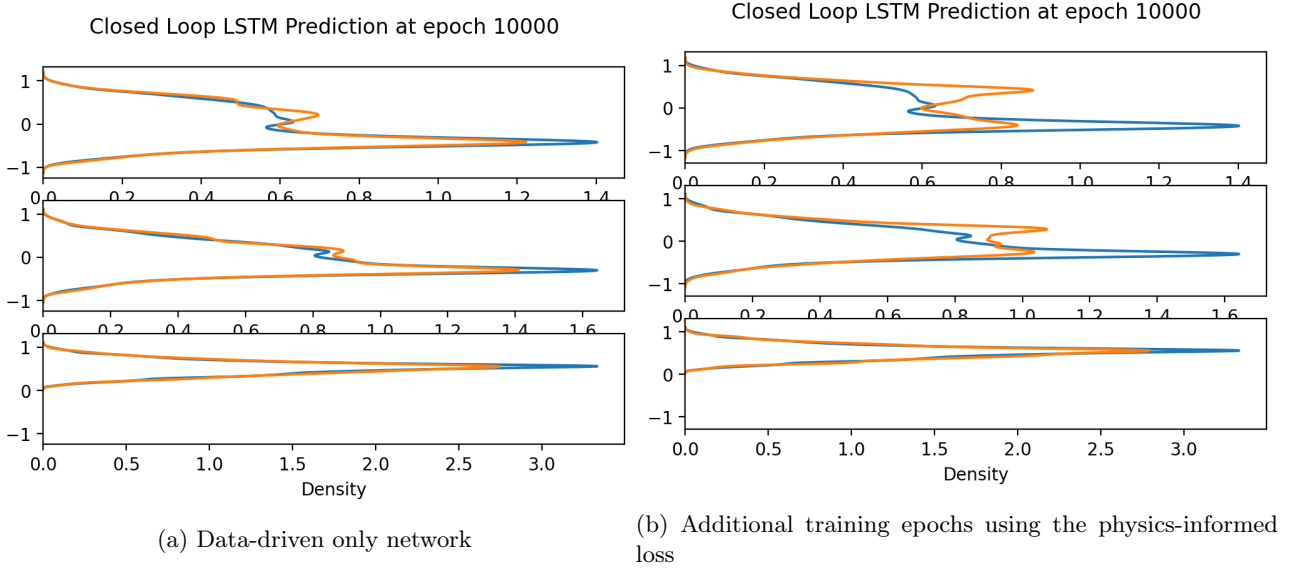 Closed Loop LSTM Prediction at epoch 10000
1
0
−1
0.0 0.2 0.4 0.6 0.8 1.0 1.2 1.4
1
0
−1
0.0 0.2 0.4 0.6 0.8 1.0 1.2 1.4 1.6
1
0
−1
0.0 0.5 1.0 1.5 2.0 2.5 3.0
Density
(a) Data-driven only network
Closed Loop LSTM Prediction at epoch 10000
1
0
−1
0.0 0.2 0.4 0.6 0.8 1.0 1.2 1.4
1
0
−1
0.0 0.2 0.4 0.6 0.8 1.0 1.2 1.4 1.6
1
0
−1
0.0 0.5 1.0 1.5 2.0 2.5 3.0
Density
(b) Additional training epochs using the physics-informed
loss